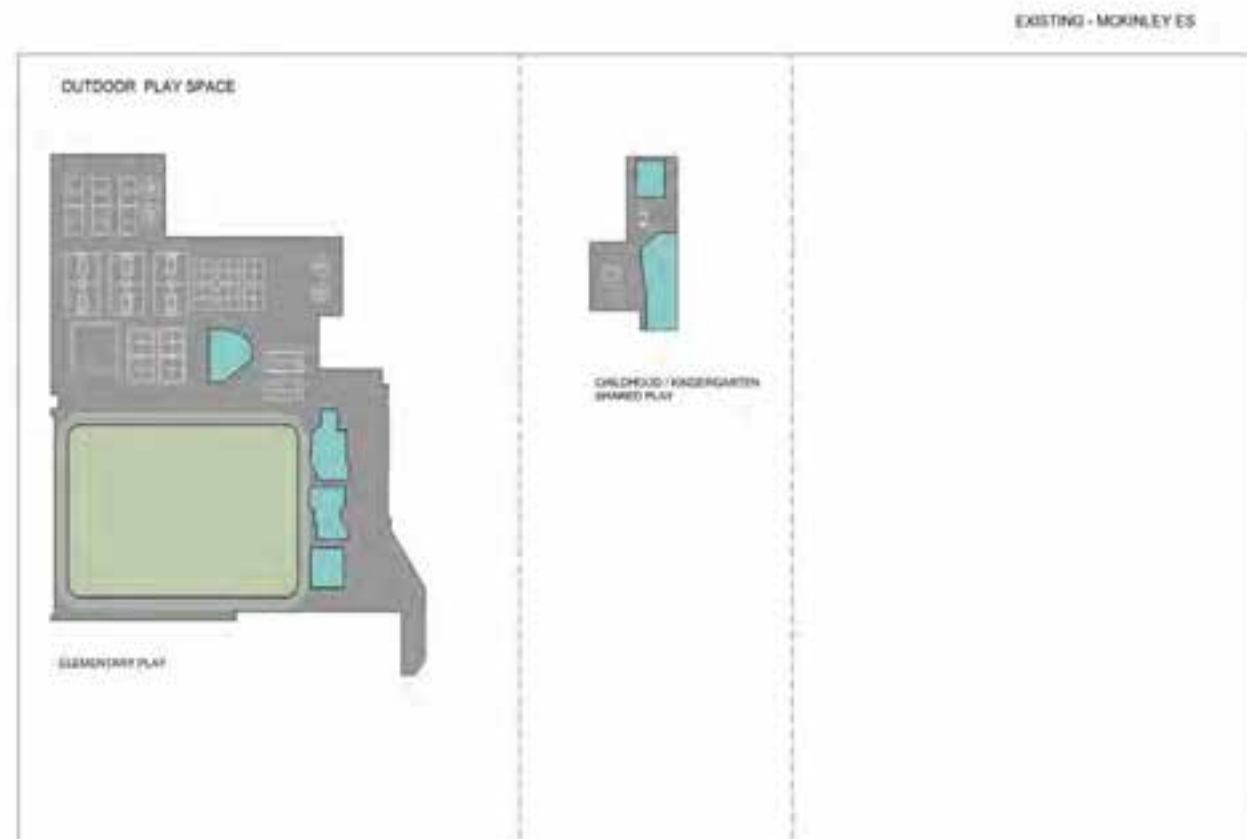 EXISTING - MCKINLEY ES
OUTDOOR PLAY SPACE
CHILDHOOD / KINDERGARTEN
SHARED PLAY
ELEMENTARY PLAY